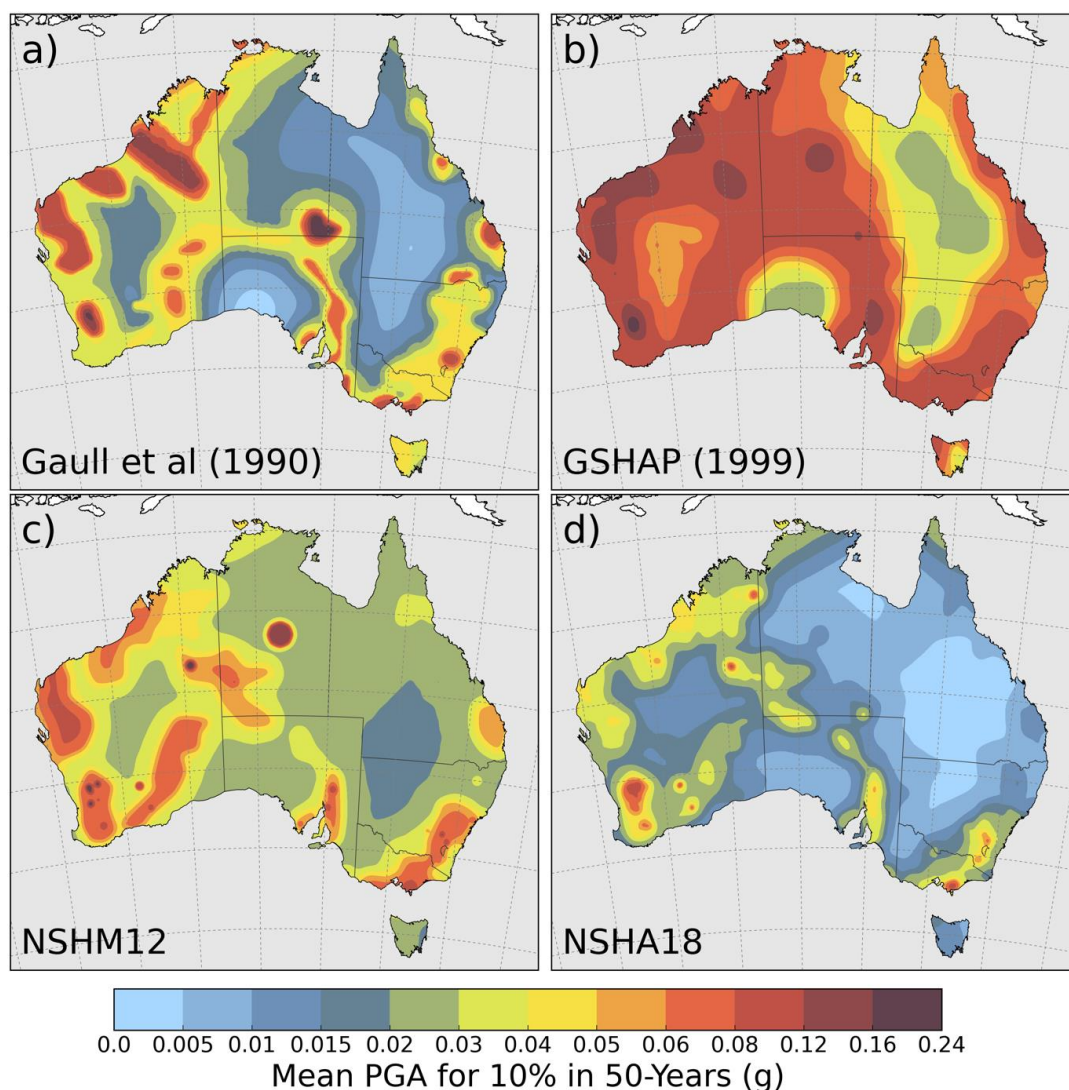 a)
Gaull et al (1990)
b)
GSHAP (1999)
c)
NSHM12
d)
NSHA18
0.0 0.005 0.01 0.015 0.02 0.03 0.04 0.05 0.06 0.08 0.12 0.16 0.24
Mean PGA for 10% in 50-Years (g)